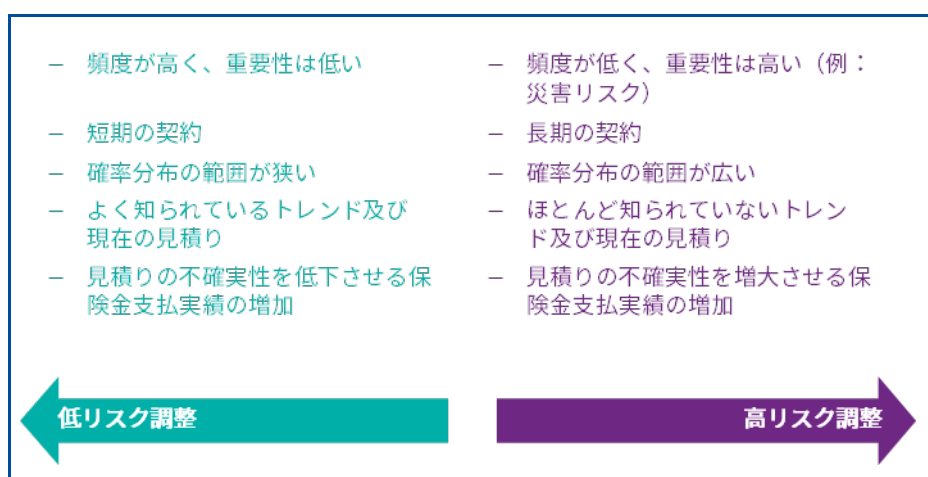 – 頻度が高く、重要性は低い
– 短期の契約
– 確率分布の範囲が狭い
– よく知られているトレンド及び
現在の見積り
– 見積りの不確実性を低下させる保
険金支払実績の増加
低リスク調整
– 頻度が低く、重要性は高い（例：
災害リスク）
– 長期の契約
– 確率分布の範囲が広い
– ほとんど知られていないトレン
ド及び現在の見積り
– 見積りの不確実性を増大させる保
険金支払実績の増加
高リスク調整